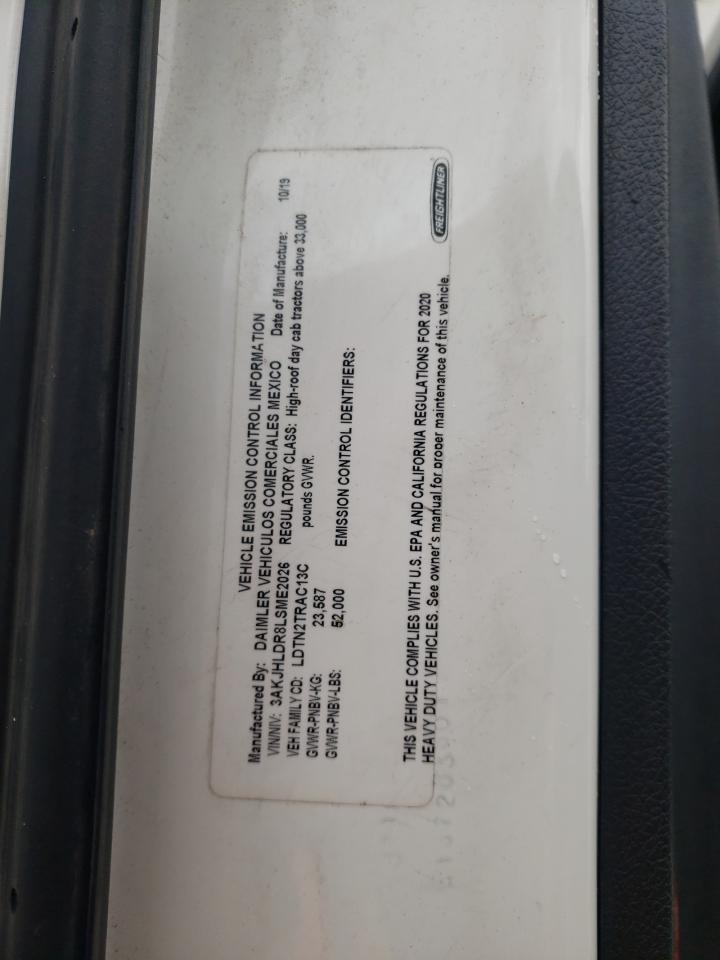 VEHICLE EMISSION CONTROL INFORMATION
Manufactured By: DAIMLER VEHICULOS COMERCIALES MEXICO Date of Manufacture: 10/19
VIN/NIV: 3AKJHLDR8LSME2026 REGULATORY CLASS: High-roof day cab tractors above 33,000
VEH FAMILY CD: LDTN2TRAC13C pounds GVWR.
GVWR-PNBV-KG: 23,587
GVWR-PNBV-LBS: 52,000 EMISSION CONTROL IDENTIFIERS:
THIS VEHICLE COMPLIES WITH U.S. EPA AND CALIFORNIA REGULATIONS FOR 2020
HEAVY DUTY VEHICLES. See owner's manual for proper maintenance of this vehicle.
FREIGHTLINER